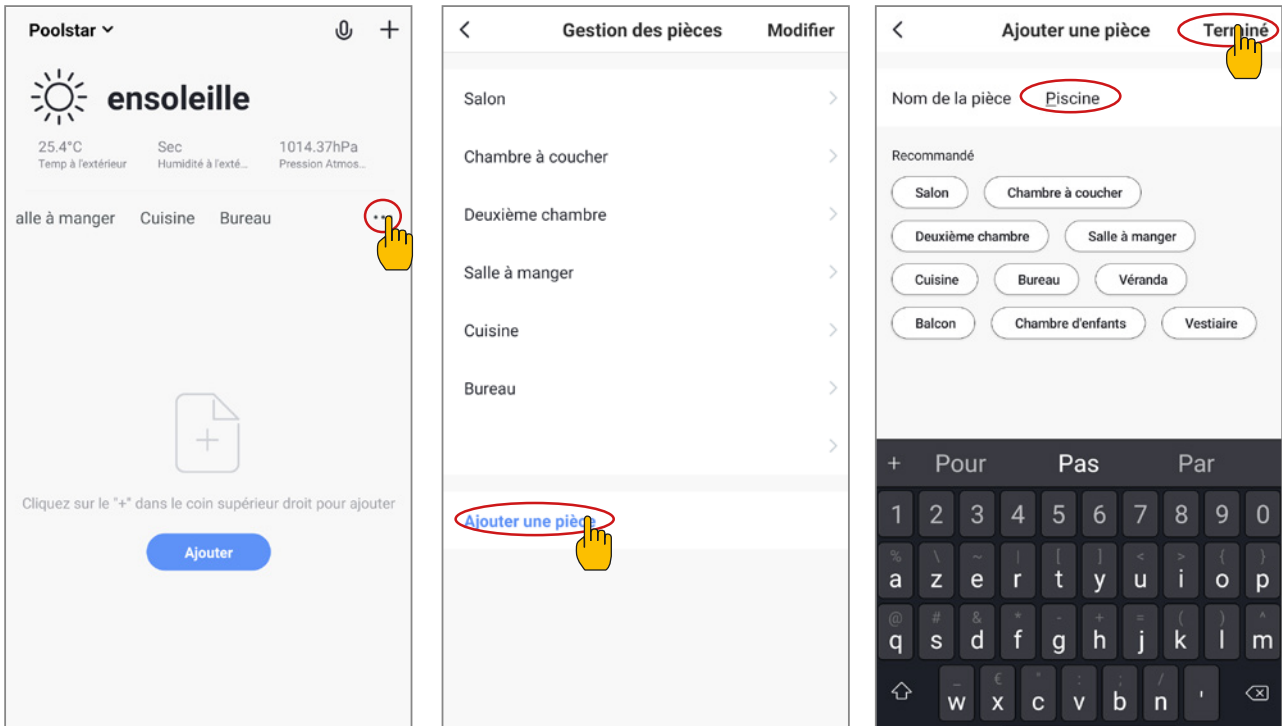 Poolstar
ensoleille
25.4°C Sec 1014.37hPa
Temp à l'extérieur Humidité à l'exté... Pression Atmos...
alle à manger Cuisine Bureau
Cliquez sur le "+" dans le coin supérieur droit pour ajouter
Ajouter
Gestion des pièces Modifier
Salon
Chambre à coucher
Deuxième chambre
Salle à manger
Cuisine
Bureau
Ajouter une pièce
Ajouter une pièce Terminé
Nom de la pièce Piscine
Recommandé
Salon Chambre à coucher
Deuxième chambre Salle à manger
Cuisine Bureau Véranda
Balcon Chambre d'enfants Vestiaire
+ Pour Pas Par
1 2 3 4 5 6 7 8 9 0
% \ ~ | [ ] < > { }
a z e r t y u i o p
@ # & * - + = ( ) ^
q s d f g h j k l m
_ € " : ; /
w x c v b n '